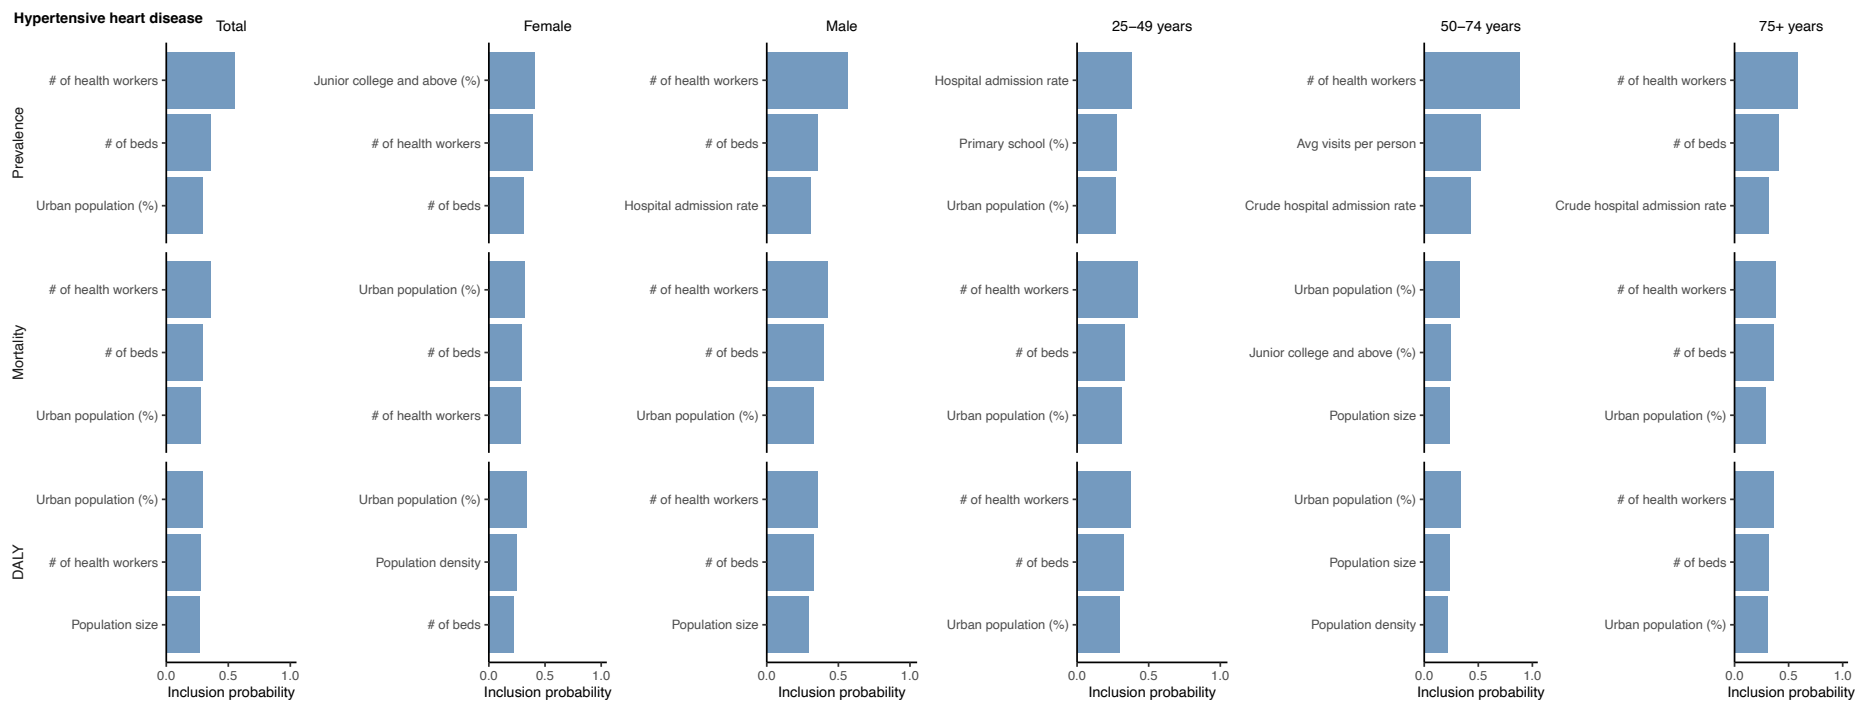 Hypertensive heart disease
Total
Female
Male
25–49 years
50–74 years
75+ years
Prevalence
# of health workers
# of beds
Urban population (%)
Junior college and above (%)
# of health workers
# of beds
# of health workers
# of beds
Hospital admission rate
Hospital admission rate
Primary school (%)
Urban population (%)
# of health workers
Avg visits per person
Crude hospital admission rate
# of health workers
# of beds
Crude hospital admission rate
Mortality
# of health workers
# of beds
Urban population (%)
Urban population (%)
# of beds
# of health workers
# of health workers
# of beds
Urban population (%)
# of health workers
# of beds
Urban population (%)
Urban population (%)
Junior college and above (%)
Population size
# of health workers
# of beds
Urban population (%)
DALY
Urban population (%)
# of health workers
Population size
Urban population (%)
Population density
# of beds
# of health workers
# of beds
Population size
# of health workers
# of beds
Urban population (%)
Urban population (%)
Population size
Population density
# of health workers
# of beds
Urban population (%)
0.0 0.5 1.0
Inclusion probability
0.0 0.5 1.0
Inclusion probability
0.0 0.5 1.0
Inclusion probability
0.0 0.5 1.0
Inclusion probability
0.0 0.5 1.0
Inclusion probability
0.0 0.5 1.0
Inclusion probability